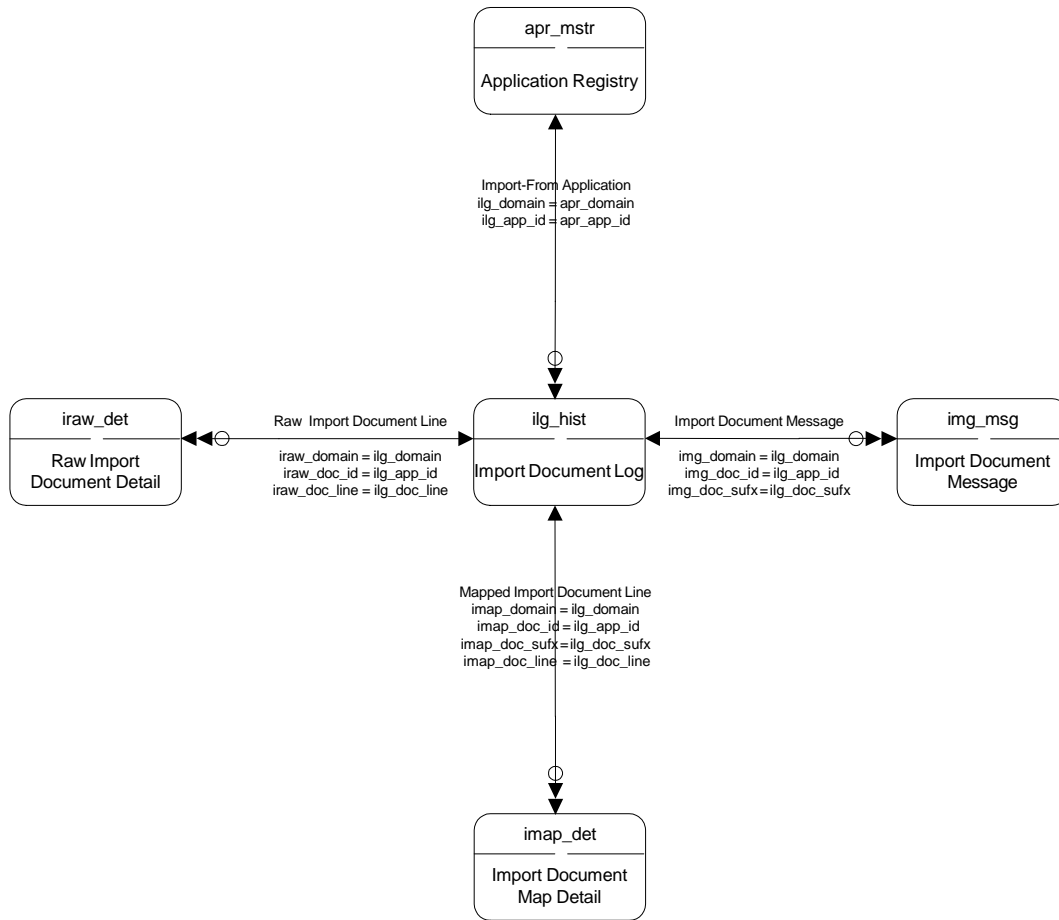 apr_mstr
Application Registry
Import-From Application
ilg_domain = apr_domain
ilg_app_id = apr_app_id
iraw_det
Raw Import
Document Detail
Raw Import Document Line
iraw_domain = ilg_domain
iraw_doc_id = ilg_app_id
iraw_doc_line = ilg_doc_line
ilg_hist
Import Document Log
Import Document Message
img_domain = ilg_domain
img_doc_id = ilg_app_id
img_doc_sufx = ilg_doc_sufx
img_msg
Import Document
Message
Mapped Import Document Line
imap_domain = ilg_domain
imap_doc_id = ilg_app_id
imap_doc_sufx = ilg_doc_sufx
imap_doc_line = ilg_doc_line
imap_det
Import Document
Map Detail